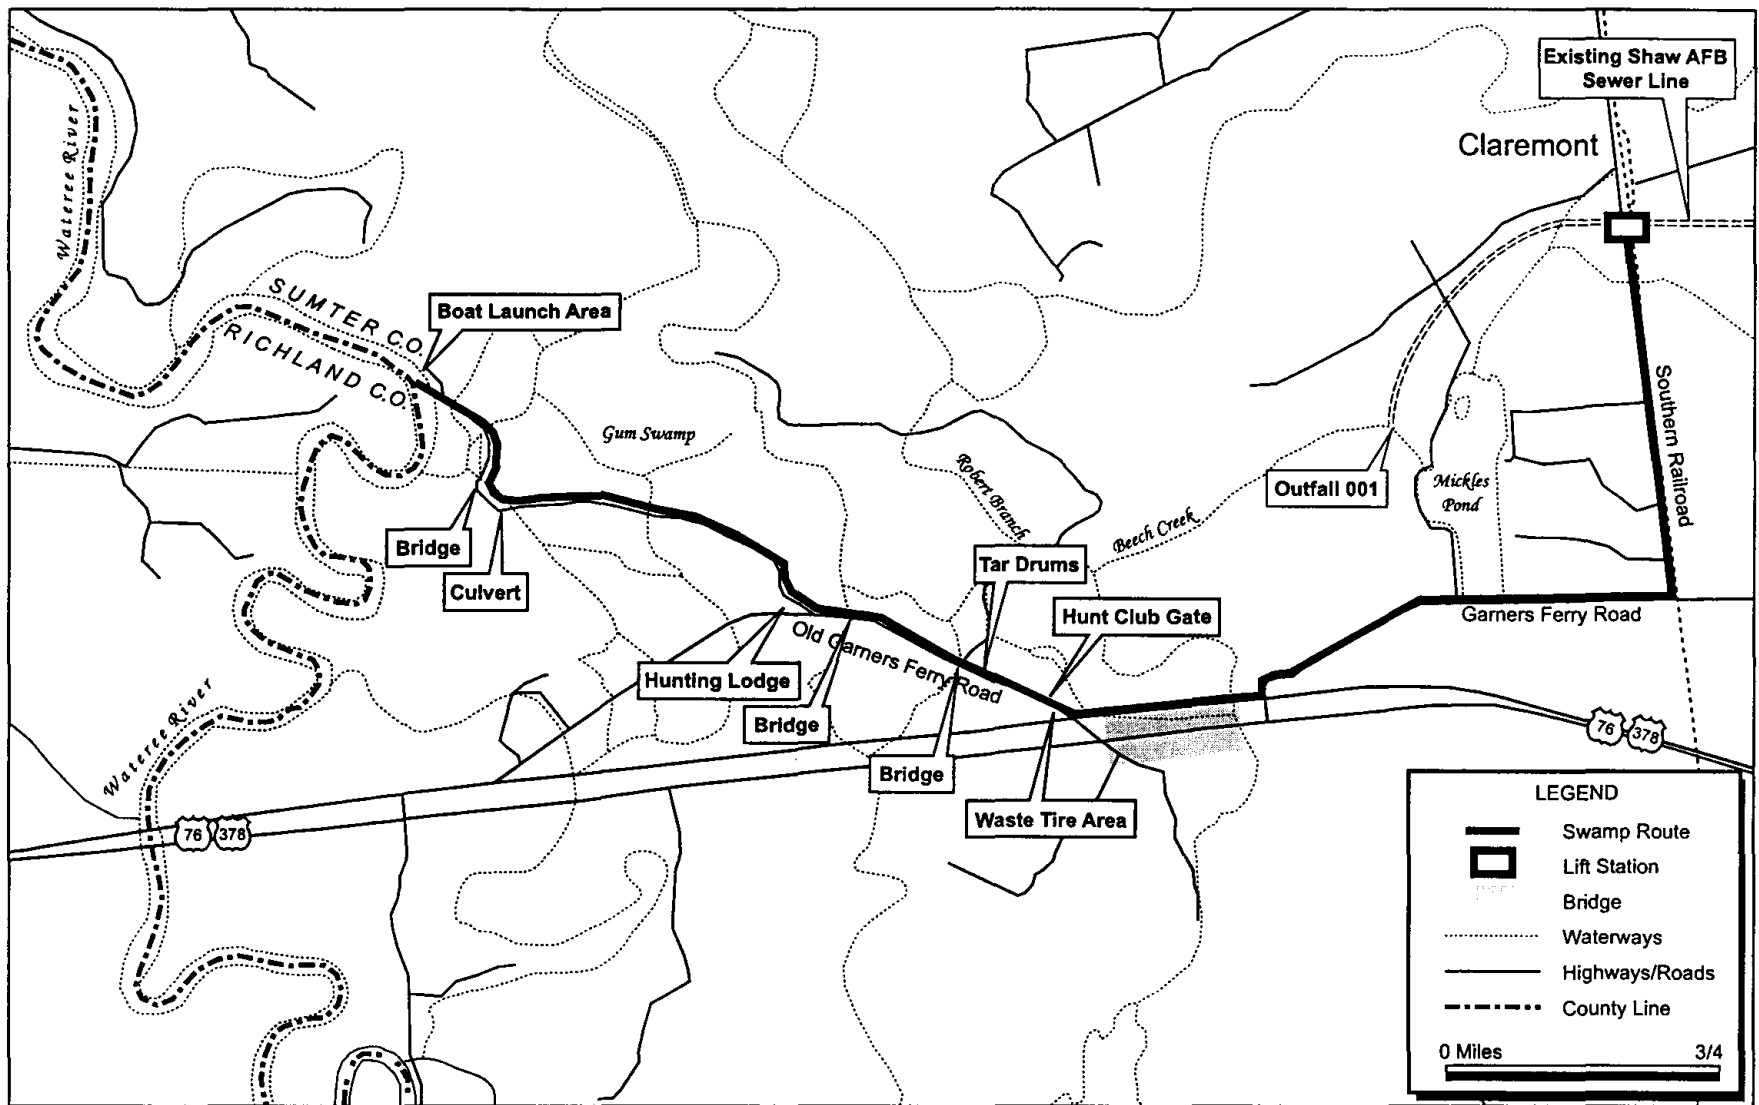 Existing Shaw AFB
Sewer Line
Claremont
Wateree River
SUMTER CO.
RICHLAND CO.
Boat Launch Area
Southern Railroad
Gum Swamp
Robert Branch
Beech Creek
Outfall 001
Mickles
Pond
Bridge
Culvert
Tar Drums
Hunt Club Gate
Garners Ferry Road
Old Garners Ferry Road
Hunting Lodge
Bridge
Bridge
Waste Tire Area
Wateree River
76 378
76 378
LEGEND
Swamp Route
Lift Station
Bridge
Waterways
Highways/Roads
County Line
0 Miles 3/4